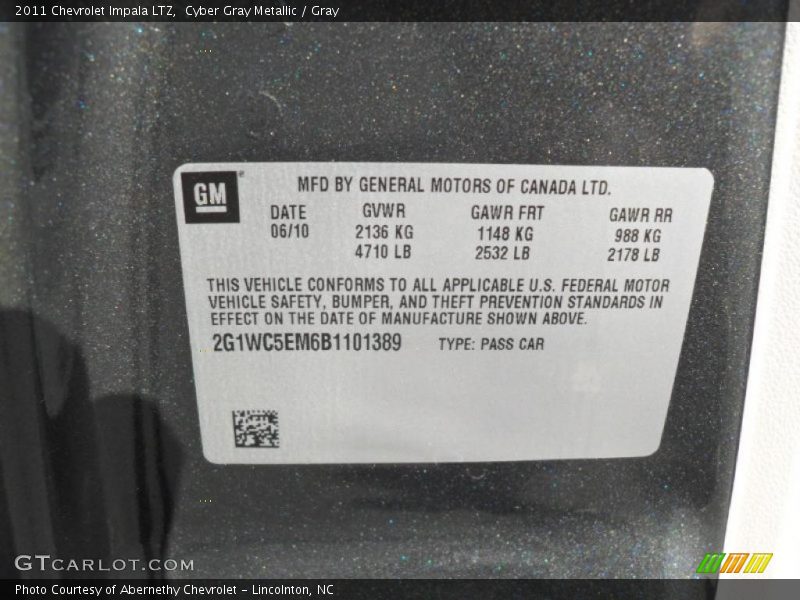 2011 Chevrolet Impala LTZ, Cyber Gray Metallic / Gray
GM
MFD BY GENERAL MOTORS OF CANADA LTD.
DATE GVWR GAWR FRT GAWR RR
06/10 2136 KG 1148 KG 988 KG
4710 LB 2532 LB 2178 LB
THIS VEHICLE CONFORMS TO ALL APPLICABLE U.S. FEDERAL MOTOR
VEHICLE SAFETY, BUMPER, AND THEFT PREVENTION STANDARDS IN
EFFECT ON THE DATE OF MANUFACTURE SHOWN ABOVE.
2G1WC5EM6B1101389 TYPE: PASS CAR
GTCARLOT.COM
Photo Courtesy of Abernethy Chevrolet - Lincolnton, NC